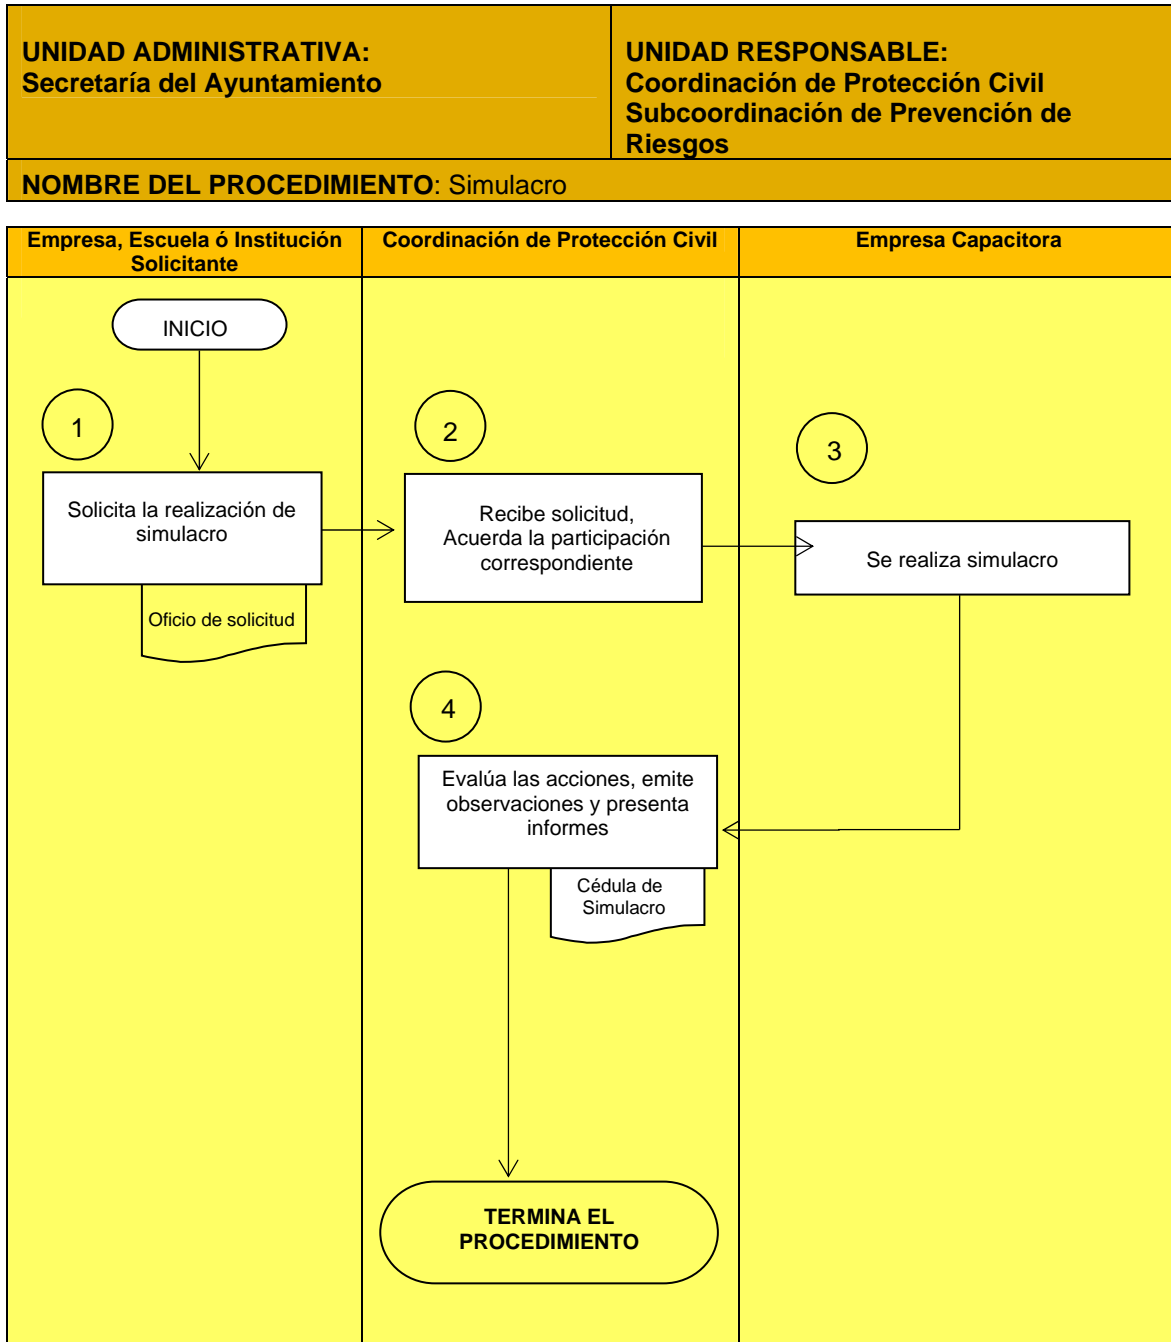 UNIDAD ADMINISTRATIVA:
Secretaría del Ayuntamiento
UNIDAD RESPONSABLE:
Coordinación de Protección Civil
Subcoordinación de Prevención de
Riesgos
NOMBRE DEL PROCEDIMIENTO: Simulacro
Empresa, Escuela ó Institución
Solicitante
Coordinación de Protección Civil
Empresa Capacitora
INICIO
1
Solicita la realización de
simulacro
Oficio de solicitud
2
Recibe solicitud,
Acuerda la participación
correspondiente
3
Se realiza simulacro
4
Evalúa las acciones, emite
observaciones y presenta
informes
Cédula de
Simulacro
TERMINA EL
PROCEDIMIENTO